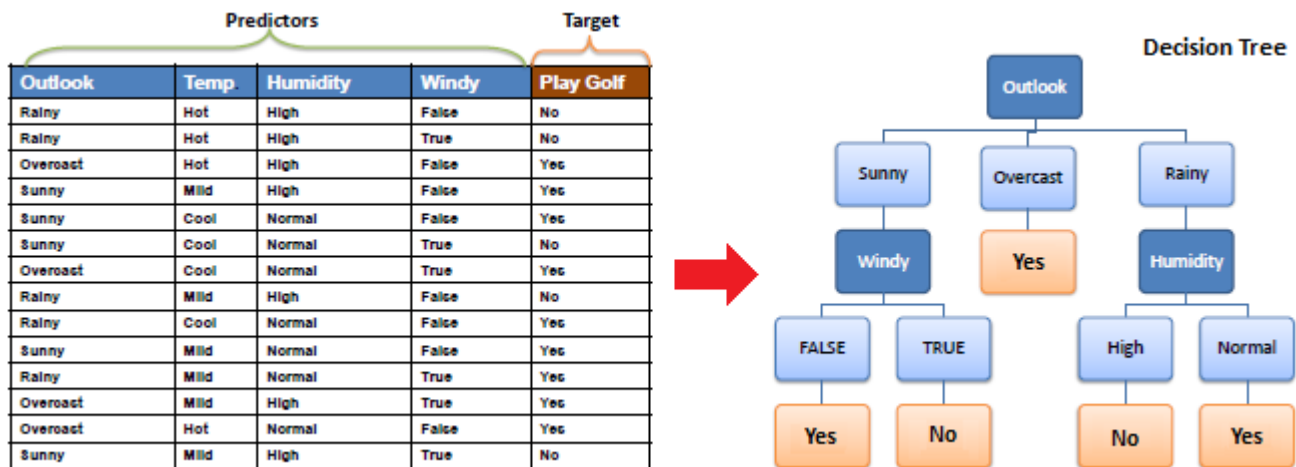 Predictors Target
Outlook Temp. Humidity Windy Play Golf
Rainy Hot High False No
Rainy Hot High True No
Overcast Hot High False Yes
Sunny Mild High False Yes
Sunny Cool Normal False Yes
Sunny Cool Normal True No
Overcast Cool Normal True Yes
Rainy Mild High False No
Rainy Cool Normal False Yes
Sunny Mild Normal False Yes
Rainy Mild Normal True Yes
Overcast Mild High True Yes
Overcast Hot Normal False Yes
Sunny Mild High True No
Decision Tree
Outlook
Sunny Overcast Rainy
Windy Yes Humidity
FALSE TRUE High Normal
Yes No No Yes